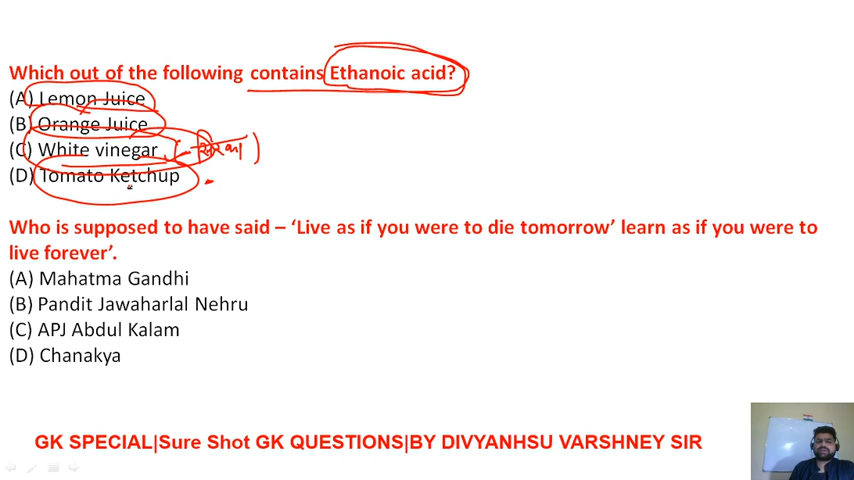 Which out of the following contains Ethanoic acid?
(A) Lemon Juice
(B) Orange Juice
(C) White vinegar
(D) Tomato Ketchup
Who is supposed to have said – ‘Live as if you were to die tomorrow’ learn as if you were to
live forever’.
(A) Mahatma Gandhi
(B) Pandit Jawaharlal Nehru
(C) APJ Abdul Kalam
(D) Chanakya
GK SPECIAL|Sure Shot GK QUESTIONS|BY DIVYANHSU VARSHNEY SIR